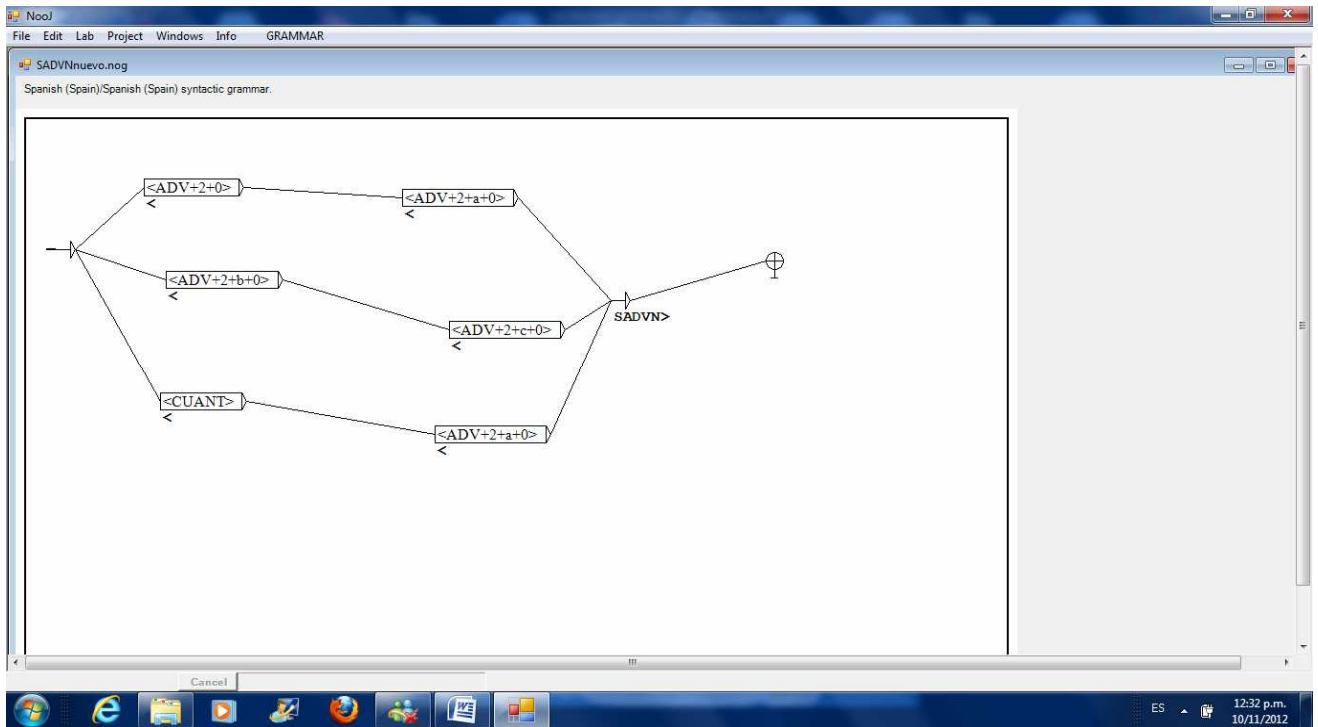 NooJ
File Edit Lab Project Windows Info GRAMMAR
SADVNnuevo.nog
Spanish (Spain)/Spanish (Spain) syntactic grammar.
<ADV+2+0>
<
<ADV+2+a+0>
<
<ADV+2+b+0>
<
<ADV+2+c+0>
<
SADVN>
<CUANT>
<
<ADV+2+a+0>
<
Cancel
ES 12:32 p.m.
10/11/2012